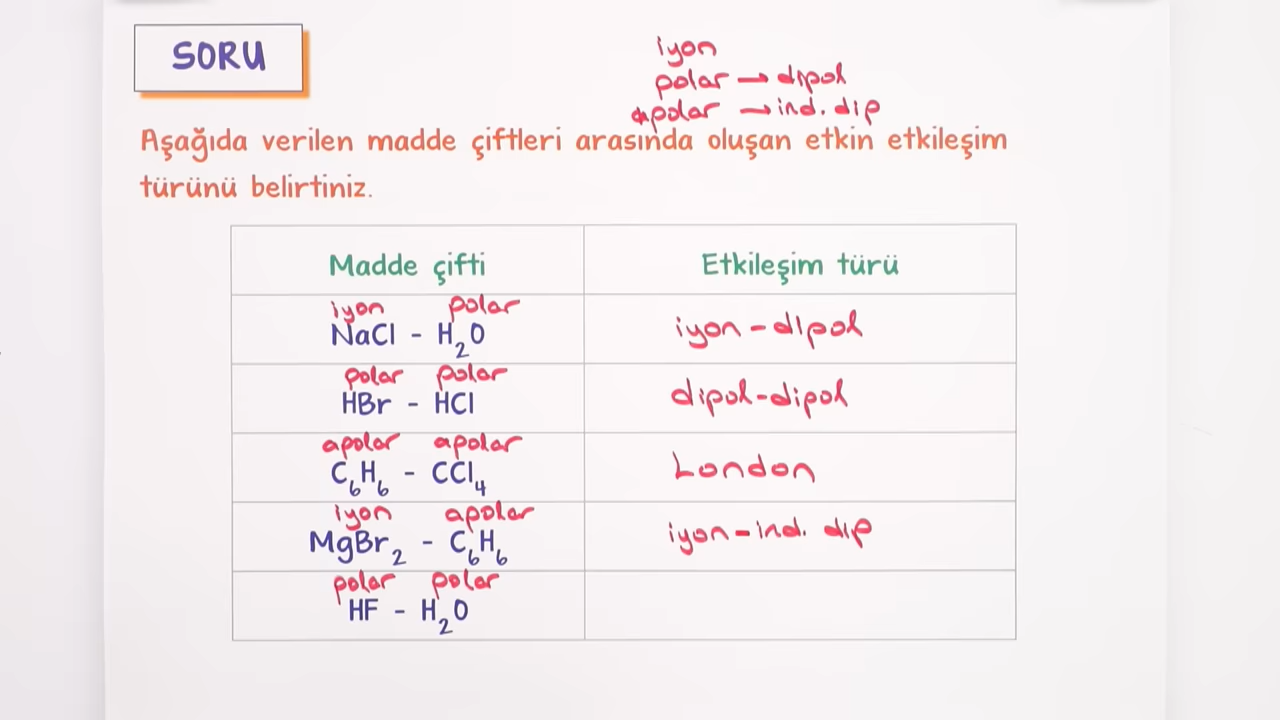 SORU
iyon
polar → dipol
apolar → ind. dip
Aşağıda verilen madde çiftleri arasında oluşan etkin etkileşim
türünü belirtiniz.
Madde çifti Etkileşim türü
iyon polar
NaCl - H₂O iyon-dipol
polar polar
HBr - HCl dipol-dipol
apolar apolar
C₆H₆ - CCl₄ London
iyon apolar
MgBr₂ - C₆H₆ iyon-ind. dip
polar polar
HF - H₂O